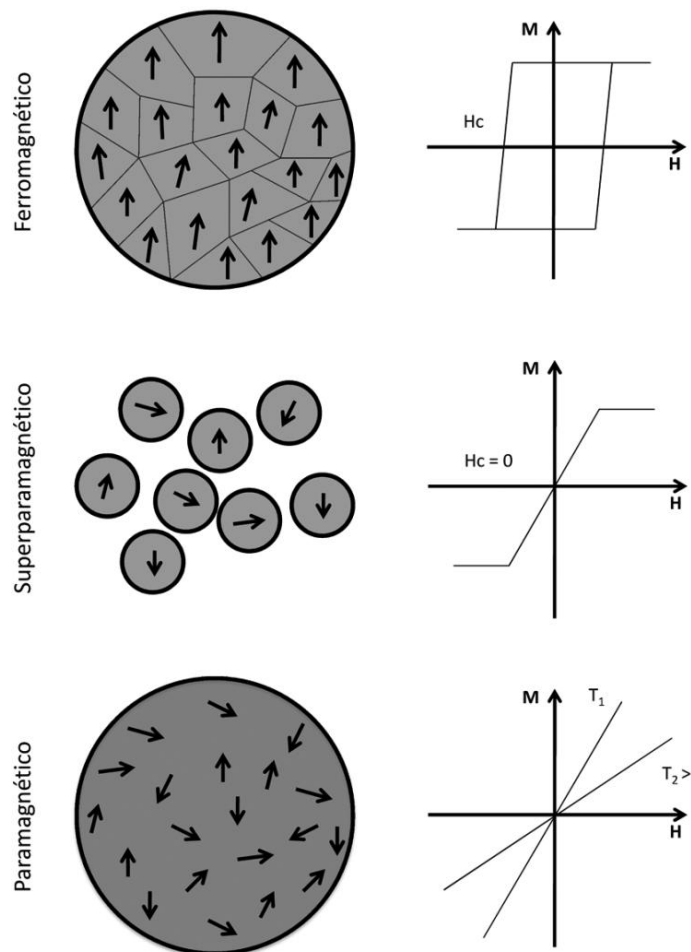 Ferromagnético
M
Hc
H
Superparamagnético
M
Hc = 0
H
Paramagnético
M
T1
T2 >
H